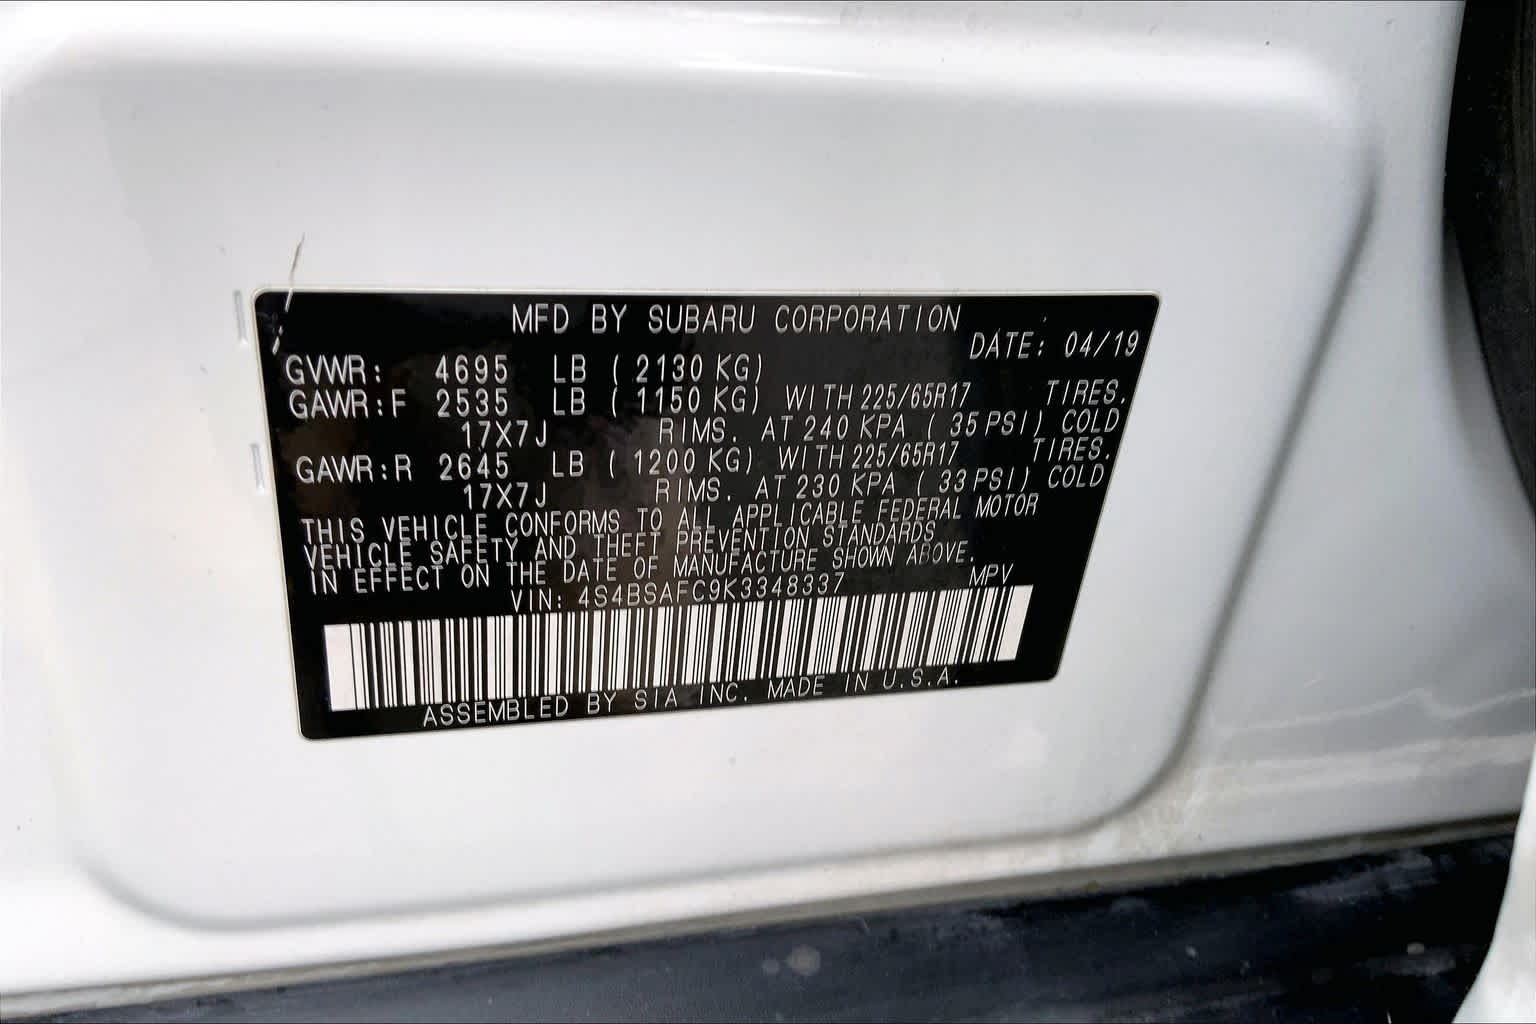 MFD BY SUBARU CORPORATION
DATE: 04/19
GVWR: 4695 LB ( 2130 KG)
GAWR:F 2535 LB ( 1150 KG) WITH 225/65R17 TIRES.
17X7J RIMS. AT 240 KPA ( 35 PSI) COLD
GAWR:R 2645 LB ( 1200 KG) WITH 225/65R17 TIRES.
17X7J RIMS. AT 230 KPA ( 33 PSI) COLD
THIS VEHICLE CONFORMS TO ALL APPLICABLE FEDERAL MOTOR
VEHICLE SAFETY AND THEFT PREVENTION STANDARDS
IN EFFECT ON THE DATE OF MANUFACTURE SHOWN ABOVE.
VIN: 4S4BSAFC9K3348337 MPV
ASSEMBLED BY SIA INC. MADE IN U.S.A.